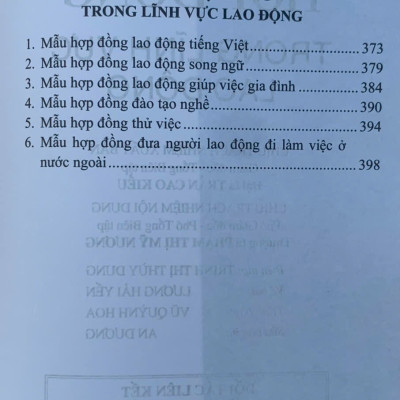 TRONG LĨNH VỰC LAO ĐỘNG
1. Mẫu hợp đồng lao động tiếng Việt.......................... 373
2. Mẫu hợp đồng lao động song ngữ........................... 379
3. Mẫu hợp đồng lao động giúp việc gia đình............. 384
4. Mẫu hợp đồng đào tạo nghề.................................... 390
5. Mẫu hợp đồng thử việc............................................ 394
6. Mẫu hợp đồng đưa người lao động đi làm việc ở
nước ngoài................................................................ 398